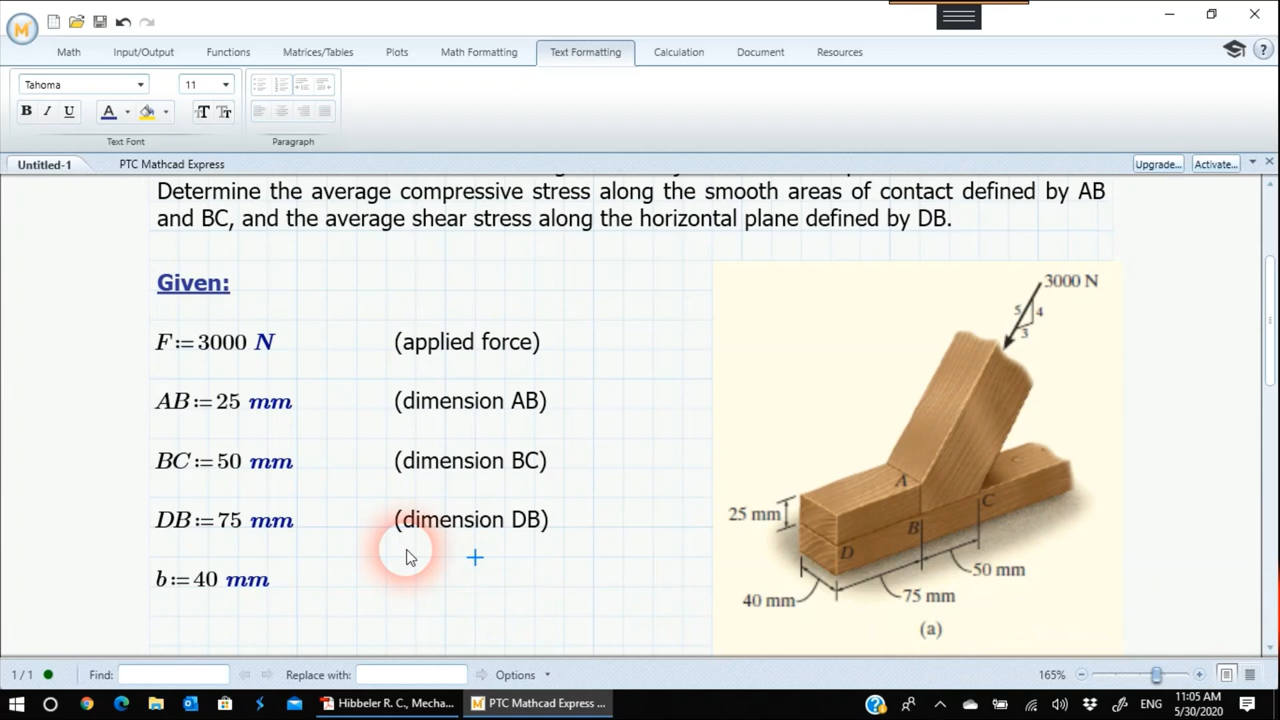 Math Input/Output Functions Matrices/Tables Plots Math Formatting Text Formatting Calculation Document Resources
Tahoma 11
B I U A
Text Font Paragraph
Untitled-1 PTC Mathcad Express Upgrade... Activate...
Determine the average compressive stress along the smooth areas of contact defined by AB
and BC, and the average shear stress along the horizontal plane defined by DB.
Given:
F:=3000 N (applied force)
AB:=25 mm (dimension AB)
BC:=50 mm (dimension BC)
DB:=75 mm (dimension DB)
b:=40 mm
3000 N
5 4
3
A
C
25 mm
B
D
50 mm
40 mm
75 mm
(a)
1 / 1 Find: Replace with: Options 165%
Hibbeler R. C., Mecha... PTC Mathcad Express ... ENG 11:05 AM
5/30/2020